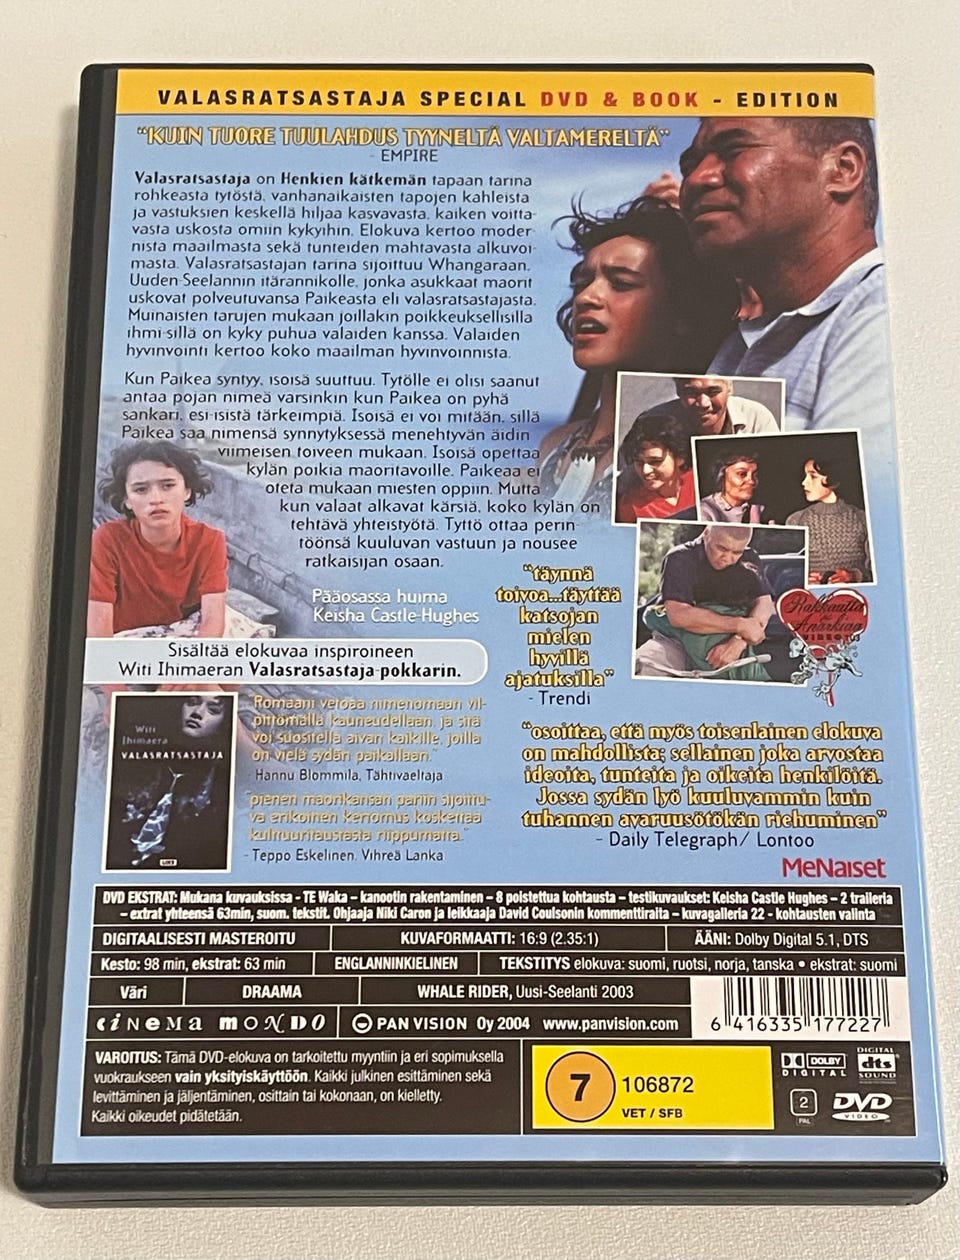 VALASRATSASTAJA SPECIAL DVD & BOOK - EDITION
"KUIN TUORE TUULAHDUS TYYNELTÄ VALTAMERELTÄ"
- EMPIRE
Valasratsastaja on Henkien kätkemän tapaan tarina
rohkeasta tytöstä, vanhanaikaisten tapojen kahleista
ja vastuksien keskellä hiljaa kasvavasta, kaiken voitta-
vasta uskosta omiin kykyihin. Elokuva kertoo moder-
nista maailmasta sekä tunteiden mahtavasta alkuvoi-
masta. Valasratsastajan tarina sijoittuu Whangaraan,
Uuden-Seelannin itärannikolle, jonka asukkaat maorit
uskovat polveutuvansa Paikeasta eli valasratsastajasta.
Muinaisten tarujen mukaan joillakin poikkeuksellisilla
ihmi-sillä on kyky puhua valaiden kanssa. Valaiden
hyvinvointi kertoo koko maailman hyvinvoinnista.
Kun Paikea syntyy, isoisä suuttuu. Tytölle ei olisi saanut
antaa pojan nimeä varsinkin kun Paikea on pyhä
sankari, esi-isistä tärkeimpiä. Isoisä ei voi mitään, sillä
Paikea saa nimensä synnytyksessä menehtyvän äidin
viimeisen toiveen mukaan. Isoisä opettaa
kylän poikia maoritavoille. Paikeaa ei
oteta mukaan miesten oppiin. Mutta
kun valaat alkavat kärsiä, koko kylän on
tehtävä yhteistyötä. Tyttö ottaa perin-
töönsä kuuluvan vastuun ja nousee
ratkaisijan osaan.
Pääosassa huima
Keisha Castle-Hughes
Sisältää elokuvaa inspiroineen
Witi Ihimaeran Valasratsastaja-pokkarin.
Witi
Ihimaera
VALASRATSASTAJA
LIKE
"Romaani vetoaa nimenomaan vil-
pittömällä kauneudellaan, ja sitä
voi suositella aivan kaikille, joilla
on vielä sydän paikallaan."
- Hannu Blommila, Tähtivaeltaja
"pienen maorikansan pariin sijoittu-
va erikoinen kertomus koskettaa
kulttuuritaustasta riippumatta."
- Teppo Eskelinen, Vihreä Lanka
"täynnä
toivoa...täyttää
katsojan
mielen
hyvillä
ajatuksilla"
- Trendi
Rakkautta
Anarkiaa
VIDEO
"osoittaa, että myös toisenlainen elokuva
on mahdollista; sellainen joka arvostaa
ideoita, tunteita ja oikeita henkilöitä.
Jossa sydän lyö kuuluvammin kuin
tuhannen avaruusötökän riehuminen"
- Daily Telegraph/ Lontoo
MeNaiset
DVD EKSTRAT: Mukana kuvauksissa - TE Waka – kanootin rakentaminen – 8 poistettua kohtausta – testikuvaukset: Keisha Castle Hughes – 2 traileria
– extrat yhteensä 63min, suom. tekstit. Ohjaaja Niki Caron ja leikkaaja David Coulsonin kommenttiraita – kuvagalleria 22 - kohtausten valinta
DIGITAALISESTI MASTEROITU
KUVAFORMAATTI: 16:9 (2.35:1)
ÄÄNI: Dolby Digital 5.1, DTS
Kesto: 98 min, ekstrat: 63 min
ENGLANNINKIELINEN
TEKSTITYS elokuva: suomi, ruotsi, norja, tanska • ekstrat: suomi
Väri
DRAAMA
WHALE RIDER, Uusi-Seelanti 2003
CINEMA MONDO
PAN VISION Oy 2004 www.panvision.com
6 416335 177227
VAROITUS: Tämä DVD-elokuva on tarkoitettu myyntiin ja eri sopimuksella
vuokraukseen vain yksityiskäyttöön. Kaikki julkinen esittäminen sekä
levittäminen ja jäljentäminen, osittain tai kokonaan, on kielletty.
Kaikki oikeudet pidätetään.
7
106872
VET / SFB
DOLBY
DIGITAL
DIGITAL
dts
SOUND
2
PAL
DVD
VIDEO